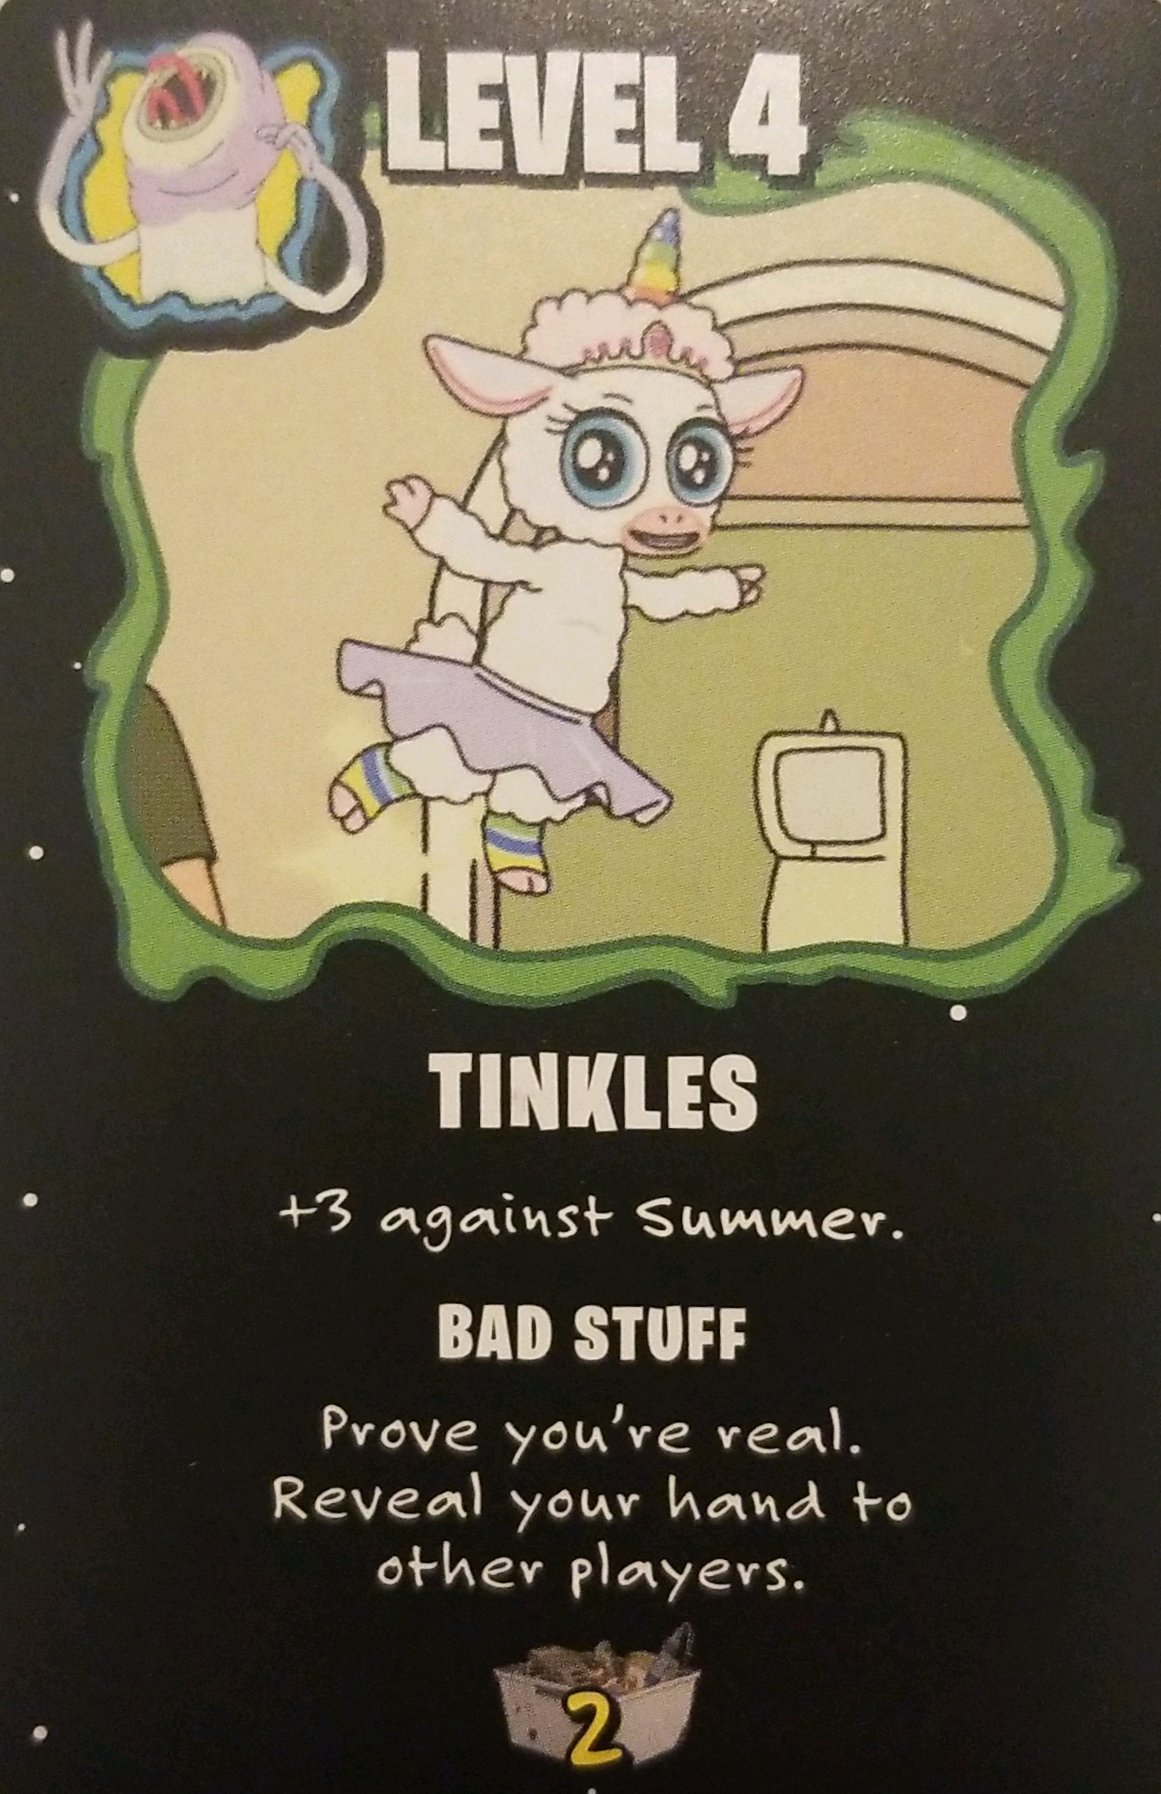 LEVEL 4
TINKLES
+3 against Summer.
BAD STUFF
Prove you're real.
Reveal your hand to
other players.
2